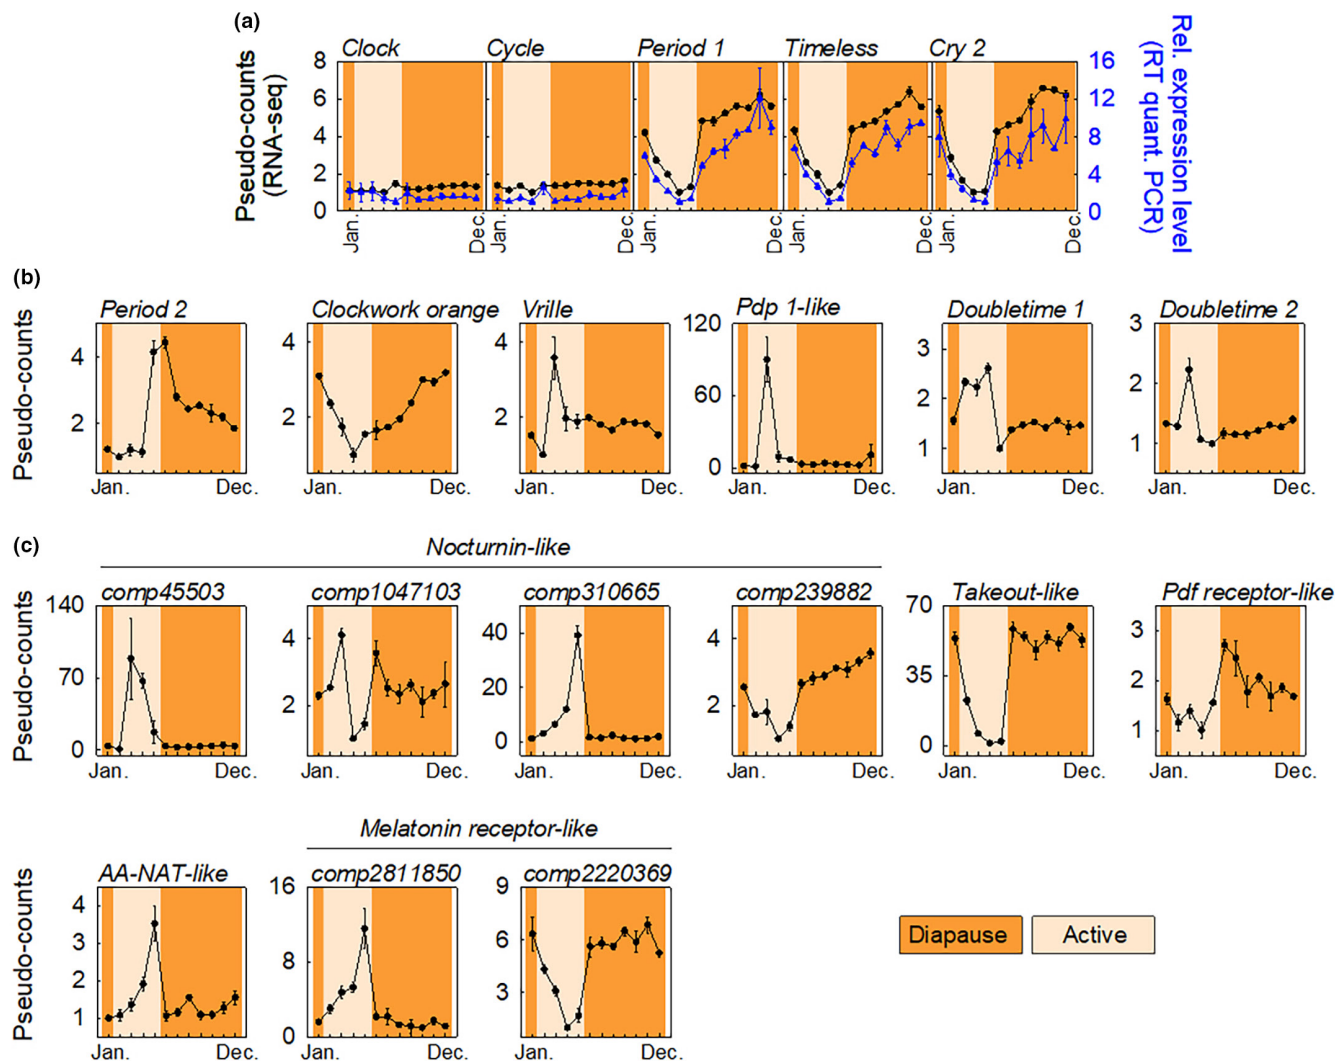 (a)
Clock Cycle Period 1 Timeless Cry 2
Pseudo-counts
(RNA-seq)
8
6
4
2
0
16
12
8
4
0
Rel. expression level
(RT quant. PCR)
Jan. Dec. Jan. Dec. Jan. Dec.
(b)
Period 2 Clockwork orange Vrille Pdp 1-like Doubletime 1 Doubletime 2
Pseudo-counts
4 4 4 120 3 3
2 2 2 60 2 2
0 1 1
Jan. Dec. Jan. Dec. Jan. Dec. Jan. Dec. Jan. Dec. Jan. Dec.
(c)
Nocturnin-like
comp45503 comp1047103 comp310665 comp239882 Takeout-like Pdf receptor-like
Pseudo-counts
140 4 40 4 70 3
70 2 20 2 35 2
0 0 0 1
Jan. Dec. Jan. Dec. Jan. Dec. Jan. Dec. Jan. Dec. Jan. Dec.
Melatonin receptor-like
AA-NAT-like comp2811850 comp2220369
Pseudo-counts
4 16 9
3 8 6
2 0 3
1
Jan. Dec. Jan. Dec. Jan. Dec.
Diapause Active